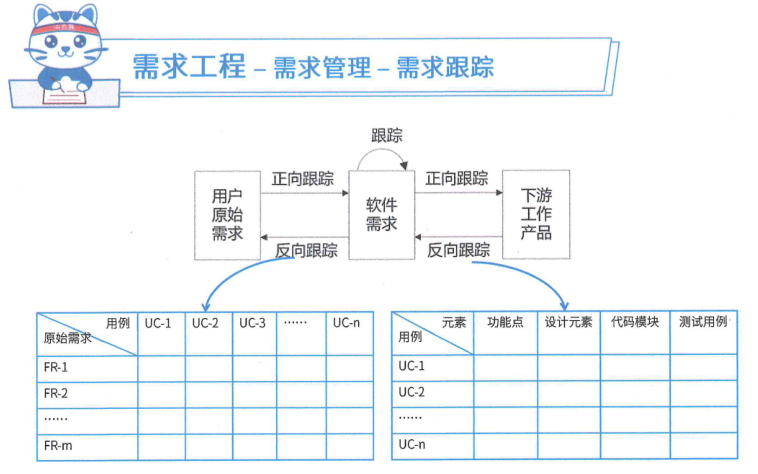 需求工程 – 需求管理 – 需求跟踪
跟踪
正向跟踪
正向跟踪
用户
原始
需求
软件
需求
下游
工作
产品
反向跟踪
反向跟踪
用例
原始需求
UC-1
UC-2
UC-3
……
UC-n
FR-1
FR-2
……
FR-m
元素
用例
功能点
设计元素
代码模块
测试用例
UC-1
UC-2
……
UC-n